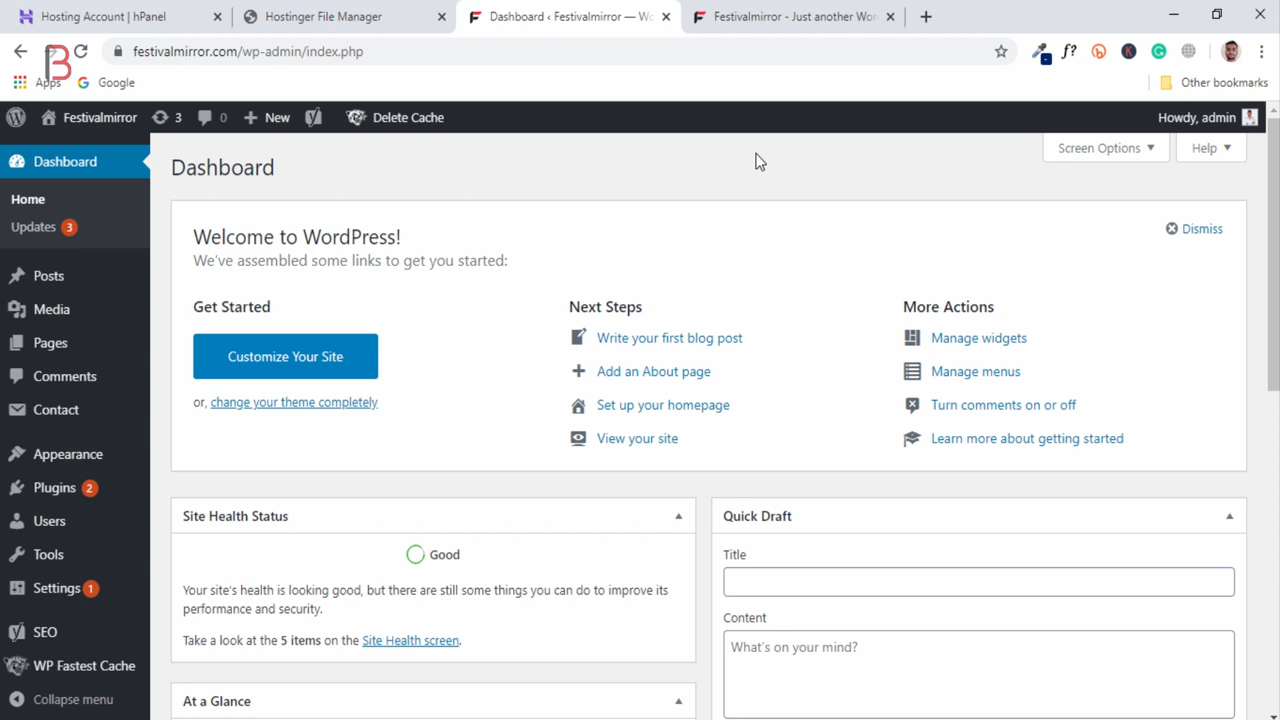 Hosting Account | hPanel
Hostinger File Manager
Dashboard ‹ Festivalmirror — Wo
Festivalmirror - Just another Wor
festivalmirror.com/wp-admin/index.php
f?
Apps
Google
Other bookmarks
B
Festivalmirror
3
0
New
Delete Cache
Howdy, admin
Dashboard
Home
Updates 3
Posts
Media
Pages
Comments
Contact
Appearance
Plugins 2
Users
Tools
Settings 1
SEO
WP Fastest Cache
Collapse menu
Dashboard
Screen Options
Help
Welcome to WordPress!
We've assembled some links to get you started:
Dismiss
Get Started
Customize Your Site
or, change your theme completely
Next Steps
Write your first blog post
Add an About page
Set up your homepage
View your site
More Actions
Manage widgets
Manage menus
Turn comments on or off
Learn more about getting started
Site Health Status
Good
Your site's health is looking good, but there are still some things you can do to improve its
performance and security.
Take a look at the 5 items on the Site Health screen.
At a Glance
Quick Draft
Title
Content
What's on your mind?